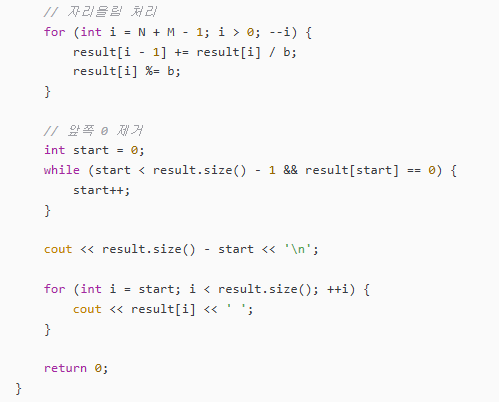 // 자리올림 처리
for (int i = N + M - 1; i > 0; --i) {
result[i - 1] += result[i] / b;
result[i] %= b;
}
// 앞쪽 0 제거
int start = 0;
while (start < result.size() - 1 && result[start] == 0) {
start++;
}
cout << result.size() - start << '\n';
for (int i = start; i < result.size(); ++i) {
cout << result[i] << ' ';
}
return 0;
}